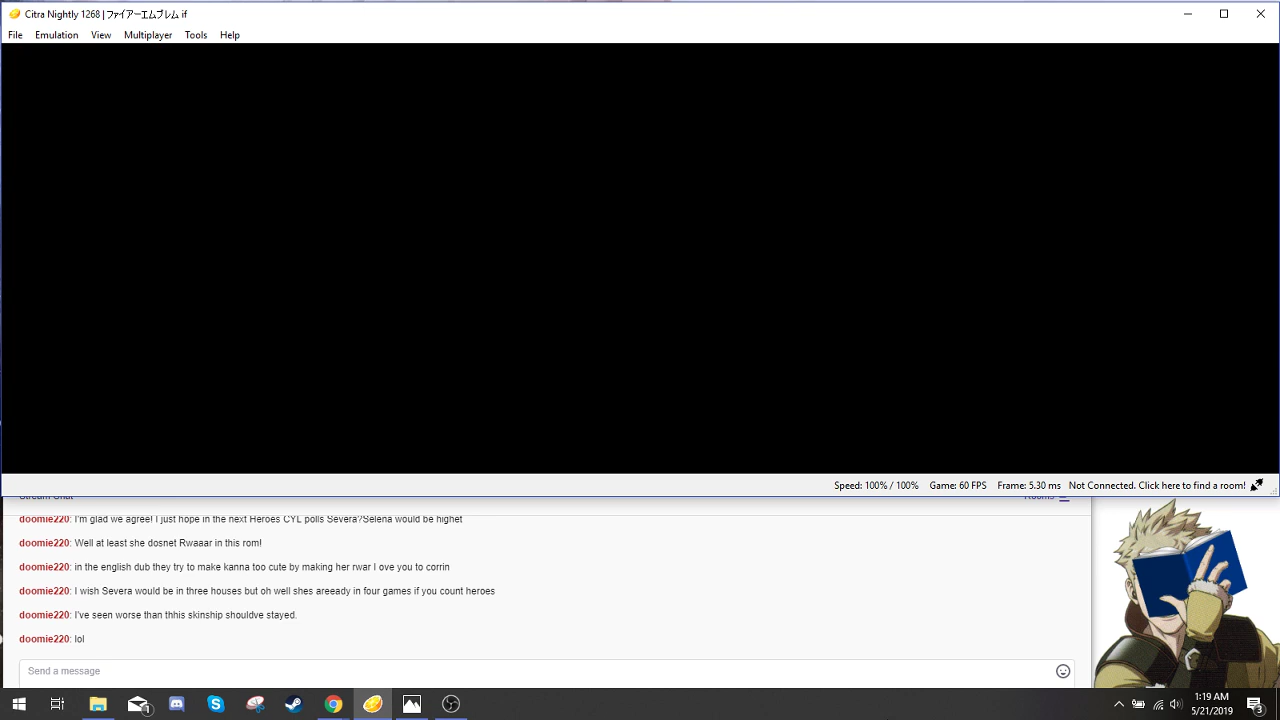 Citra Nightly 1268 | ファイアーエムブレム if
File Emulation View Multiplayer Tools Help
Speed: 100% / 100% Game: 60 FPS Frame: 5.30 ms Not Connected. Click here to find a room!
Stream Chat Rooms
doomie220: I'm glad we agree! I just hope in the next Heroes CYL polls Severa?Selena would be highet
doomie220: Well at least she dosnet Rwaaar in this rom!
doomie220: in the english dub they try to make kanna too cute by making her rwar I ove you to corrin
doomie220: I wish Severa would be in three houses but oh well shes areeady in four games if you count heroes
doomie220: I've seen worse than thhis skinship shouldve stayed.
doomie220: lol
Send a message
1:19 AM
5/21/2019
1
3